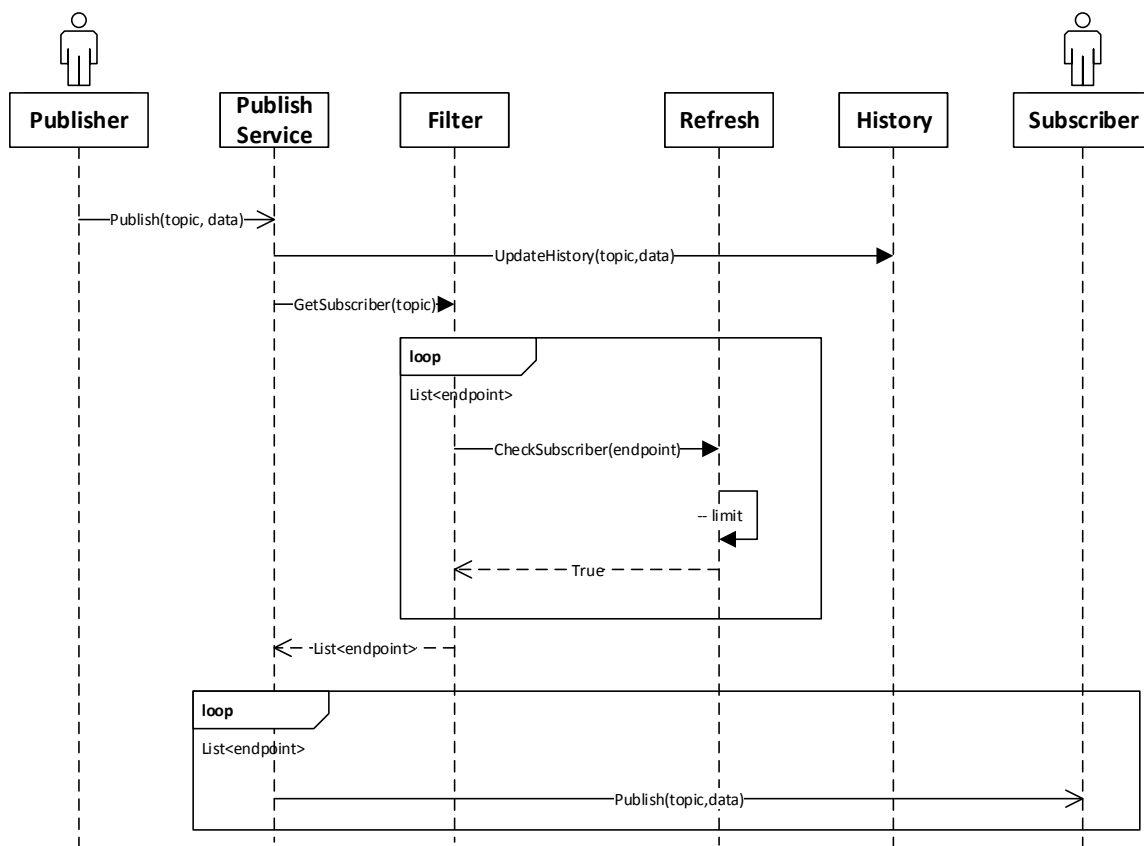 Publisher
Publish
Service
Filter
Refresh
History
Subscriber
Publish(topic, data)
UpdateHistory(topic,data)
GetSubscriber(topic)
loop
List<endpoint>
CheckSubscriber(endpoint)
-- limit
True
List<endpoint>
loop
List<endpoint>
Publish(topic,data)